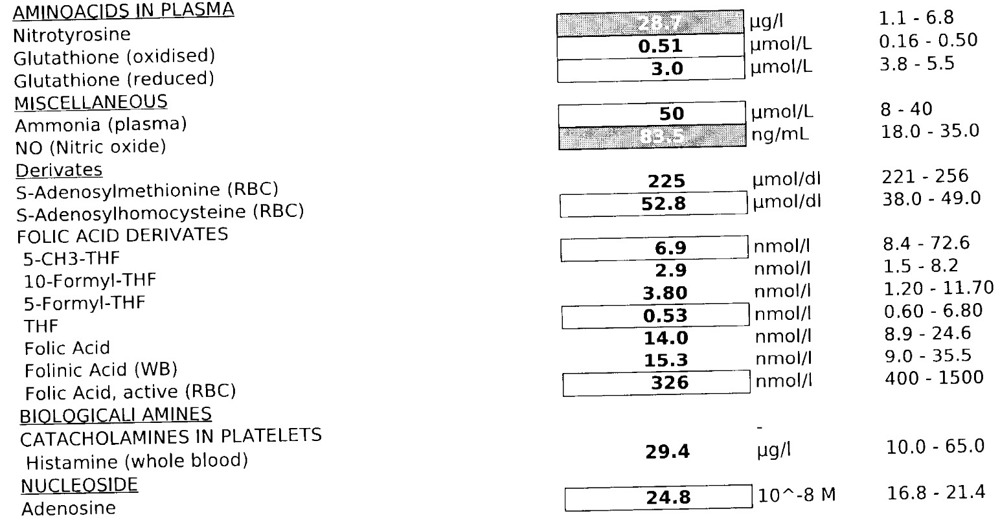 AMINOACIDS IN PLASMA
Nitrotyrosine 28.7 µg/l 1.1 - 6.8
Glutathione (oxidised) 0.51 µmol/L 0.16 - 0.50
Glutathione (reduced) 3.0 µmol/L 3.8 - 5.5
MISCELLANEOUS
Ammonia (plasma) 50 µmol/L 8 - 40
NO (Nitric oxide) 83.5 ng/mL 18.0 - 35.0
Derivates
S-Adenosylmethionine (RBC) 225 µmol/dl 221 - 256
S-Adenosylhomocysteine (RBC) 52.8 µmol/dl 38.0 - 49.0
FOLIC ACID DERIVATES
5-CH3-THF 6.9 nmol/l 8.4 - 72.6
10-Formyl-THF 2.9 nmol/l 1.5 - 8.2
5-Formyl-THF 3.80 nmol/l 1.20 - 11.70
THF 0.53 nmol/l 0.60 - 6.80
Folic Acid 14.0 nmol/l 8.9 - 24.6
Folinic Acid (WB) 15.3 nmol/l 9.0 - 35.5
Folic Acid, active (RBC) 326 nmol/l 400 - 1500
BIOLOGICALI AMINES
CATACHOLAMINES IN PLATELETS -
Histamine (whole blood) 29.4 µg/l 10.0 - 65.0
NUCLEOSIDE
Adenosine 24.8 10^-8 M 16.8 - 21.4